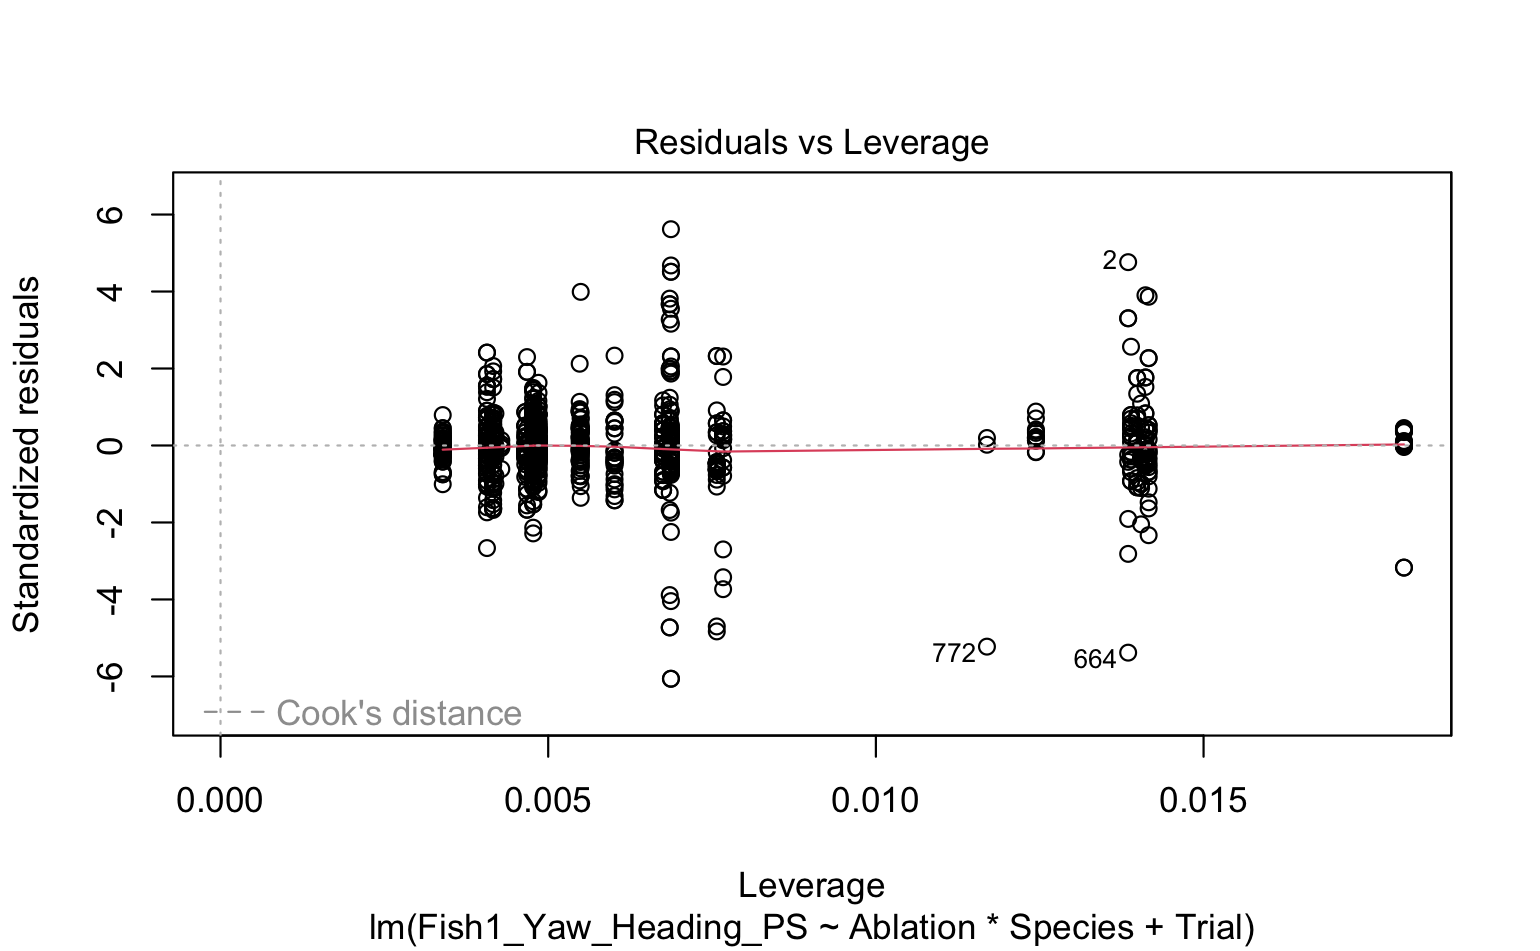 Residuals vs Leverage
Standardized residuals
6
4
2
0
-2
-4
-6
2
772
664
Cook's distance
0.000 0.005 0.010 0.015
Leverage
lm(Fish1_Yaw_Heading_PS ~ Ablation * Species + Trial)